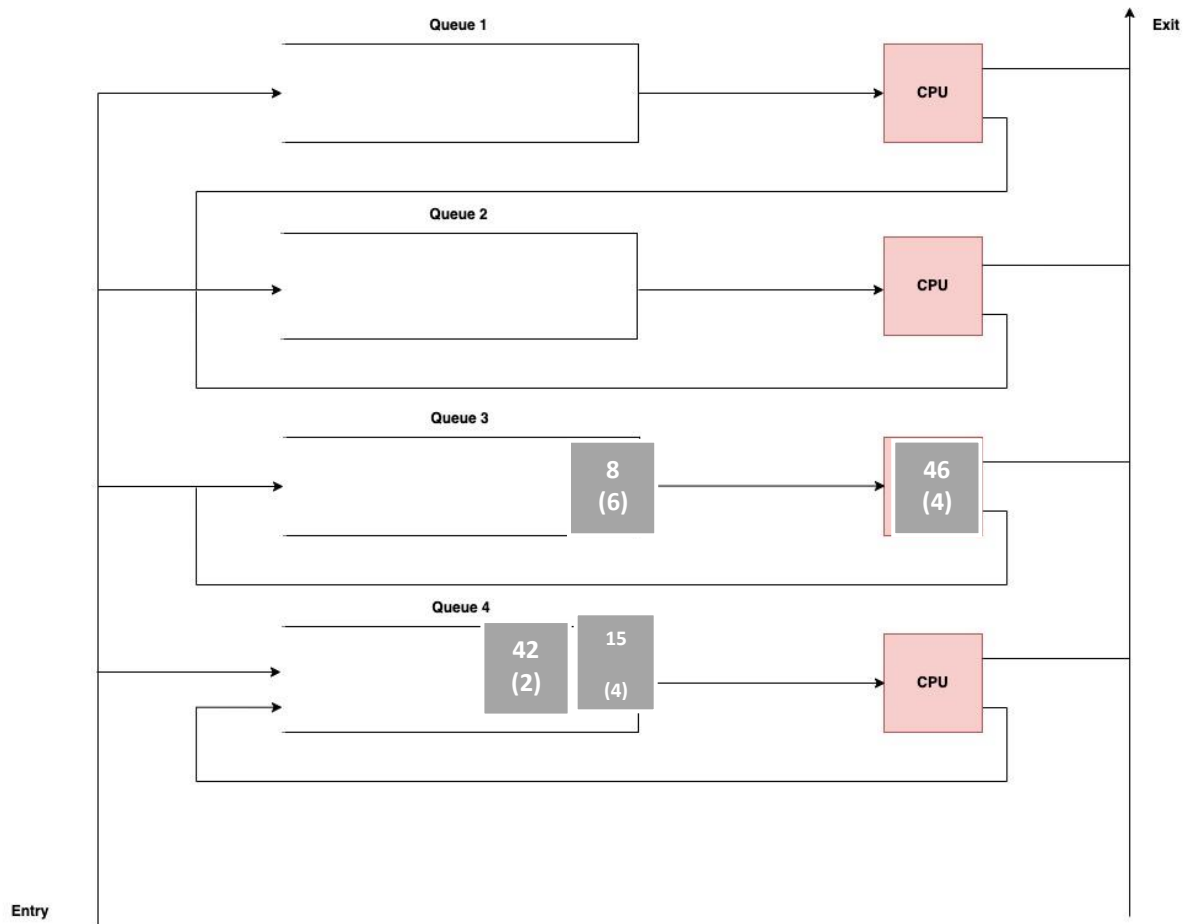 Queue 1
Exit
CPU
Queue 2
CPU
Queue 3
8
(6)
46
(4)
Queue 4
42
(2)
15
(4)
CPU
Entry